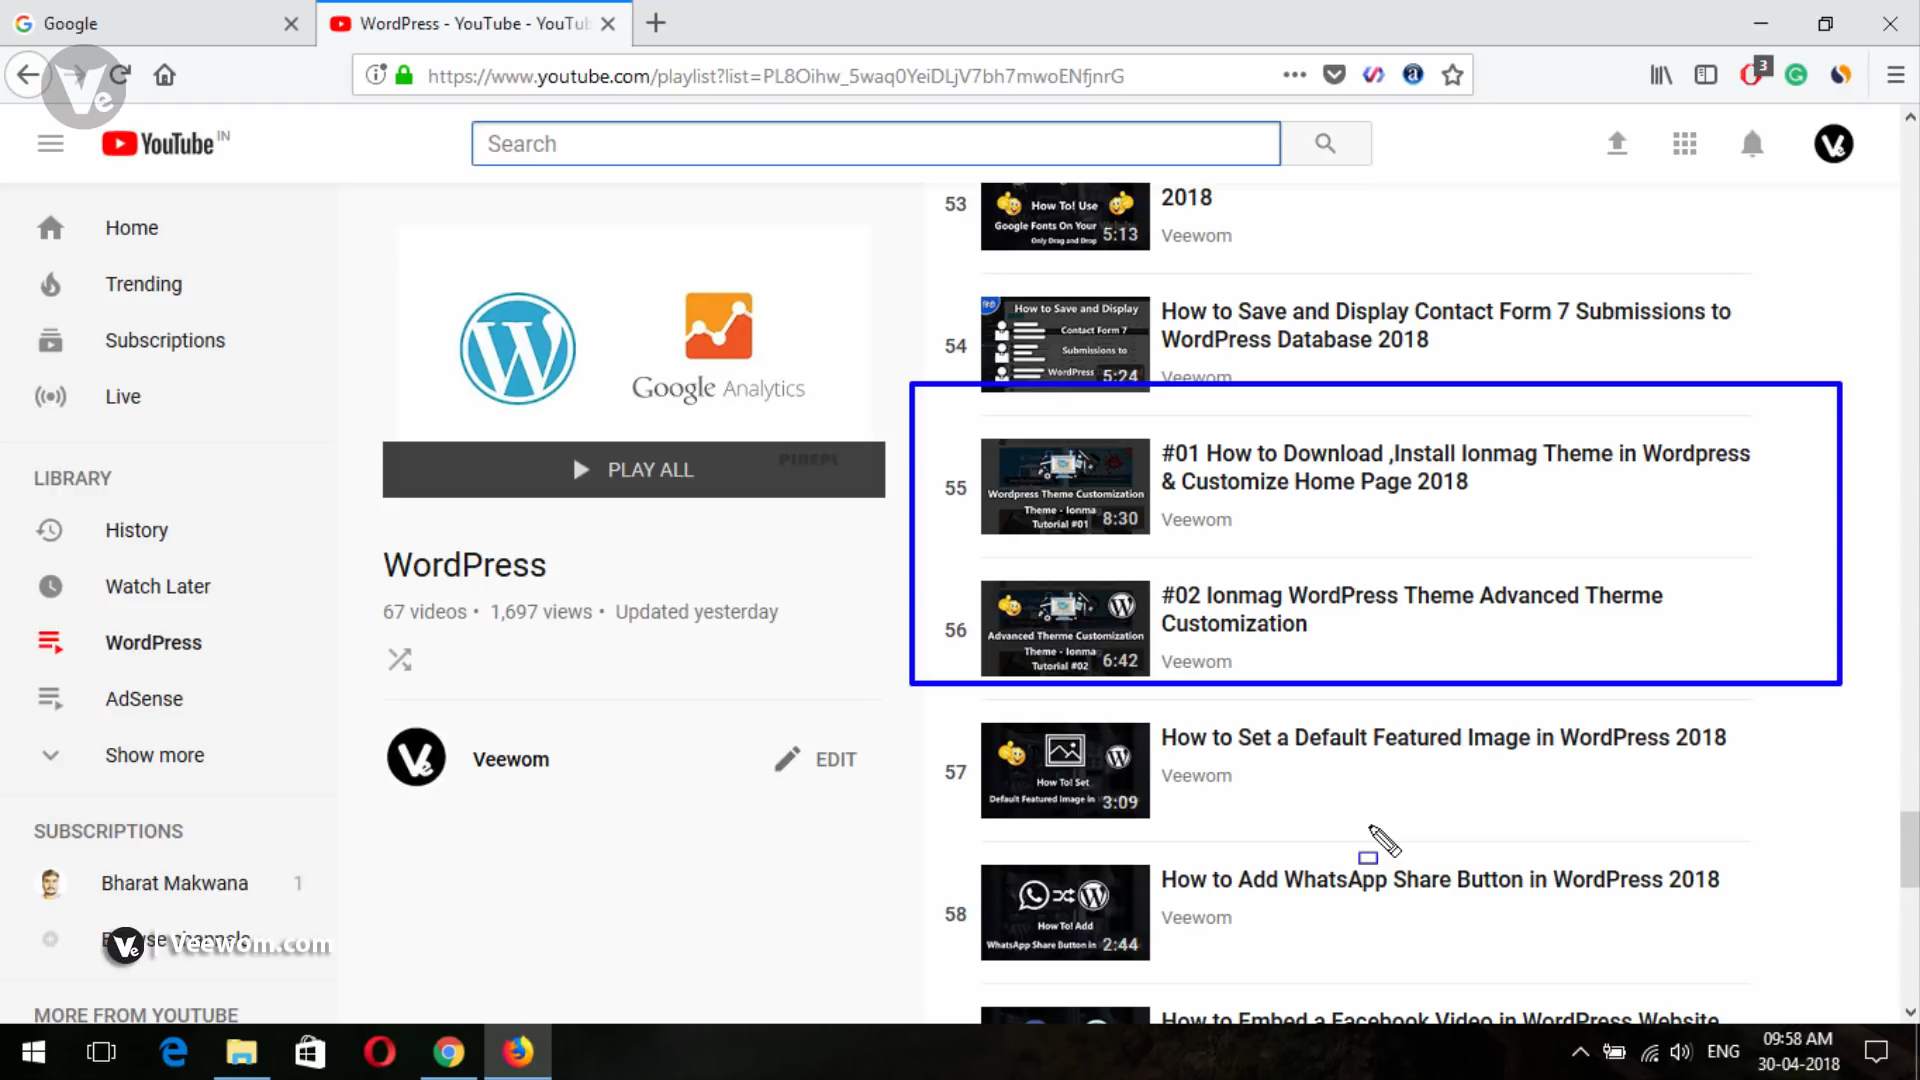 Google
WordPress - YouTube - YouTub
https://www.youtube.com/playlist?list=PL8Oihw_5waq0YeiDLjV7bh7mwoENfjnrG
3
Ve
YouTube IN
Search
Home
Trending
Subscriptions
Live
LIBRARY
History
Watch Later
WordPress
AdSense
Show more
SUBSCRIPTIONS
Bharat Makwana 1
Veewom.com
MORE FROM YOUTUBE
Google Analytics
PLAY ALL
WordPress
67 videos • 1,697 views • Updated yesterday
Veewom
EDIT
53
How To! Use
Google Fonts On Your
Only Drag and Drop
5:13
2018
Veewom
54
How to Save and Display
Contact Form 7
Submissions to
WordPress
5:24
How to Save and Display Contact Form 7 Submissions to
WordPress Database 2018
Veewom
55
Wordpress Theme Customization
Theme - Ionma
Tutorial #01
8:30
#01 How to Download ,Install Ionmag Theme in Wordpress
& Customize Home Page 2018
Veewom
56
Advanced Therme Customization
Theme - Ionma
Tutorial #02
6:42
#02 Ionmag WordPress Theme Advanced Therme
Customization
Veewom
57
How To! Set
Default Featured Image in
3:09
How to Set a Default Featured Image in WordPress 2018
Veewom
58
How To! Add
WhatsApp Share Button in
2:44
How to Add WhatsApp Share Button in WordPress 2018
Veewom
How to Embed a Facebook Video in WordPress Website
ENG
09:58 AM
30-04-2018